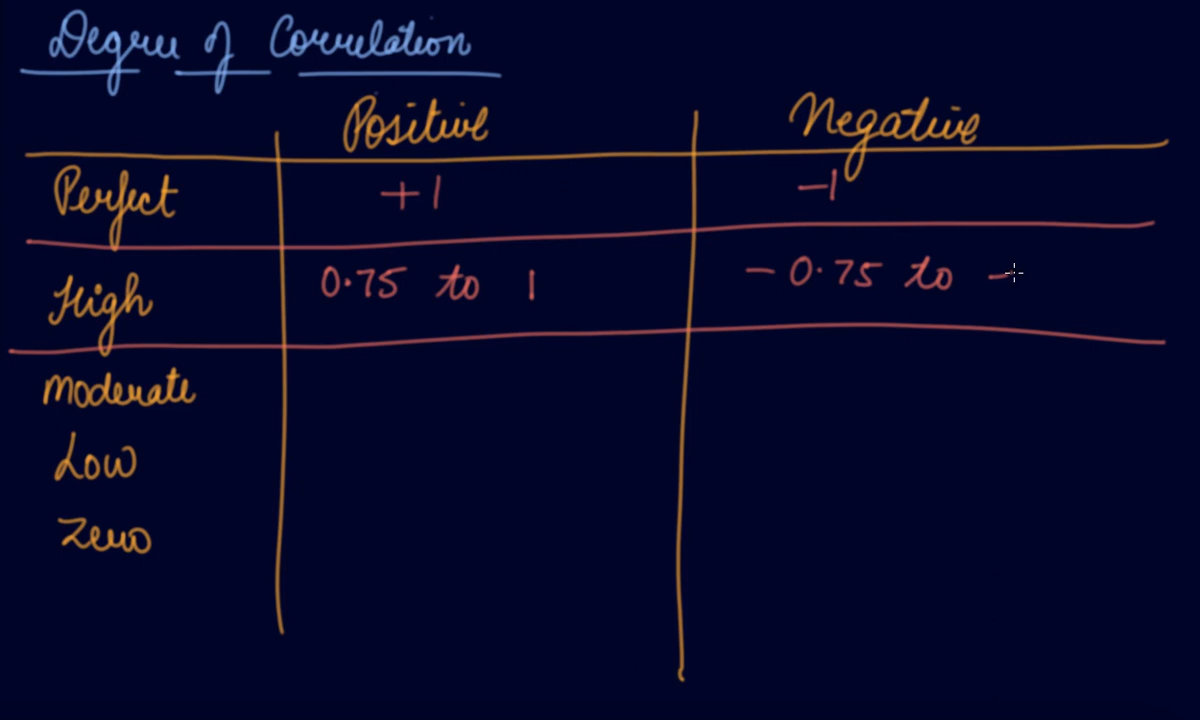 Degree of Correlation
Positive Negative
Perfect +1 -1
High 0.75 to 1 - 0.75 to -
Moderate
Low
Zero